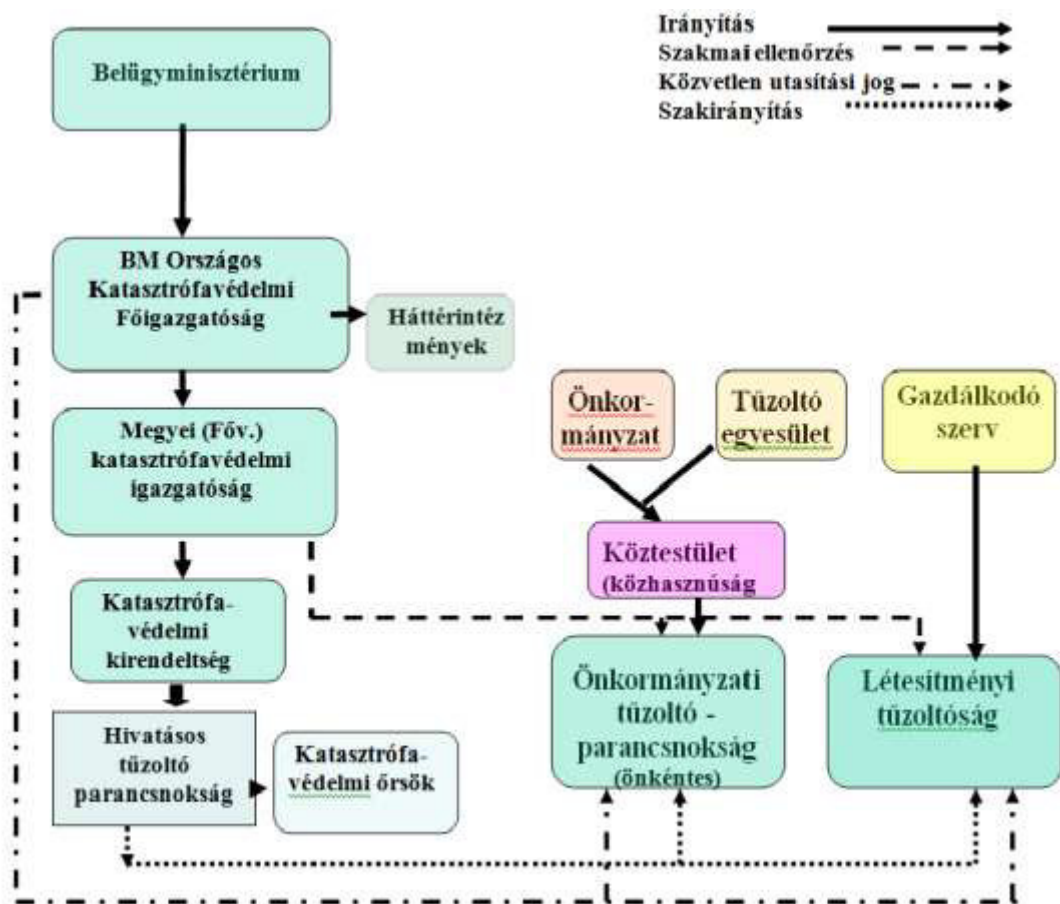 Irányítás
Szakmai ellenőrzés
Közvetlen utasítási jog
Szakirányítás
Belügyminisztérium
BM Országos
Katasztrófavédelmi
Főigazgatóság
Háttérintéz
mények
Megyei (Főv.)
katasztrófavédelmi
igazgatóság
Katasztrófa-
védelmi
kirendeltség
Hivatásos
tűzoltó
parancsnokság
Katasztrófa-
védelmi őrsök
Önkor-
mányzat
Tűzoltó
egyesület
Gazdálkodó
szerv
Köztestület
(közhasznúság
Önkormányzati
tűzoltó -
parancsnokság
(önkéntes)
Létesítményi
tűzoltóság